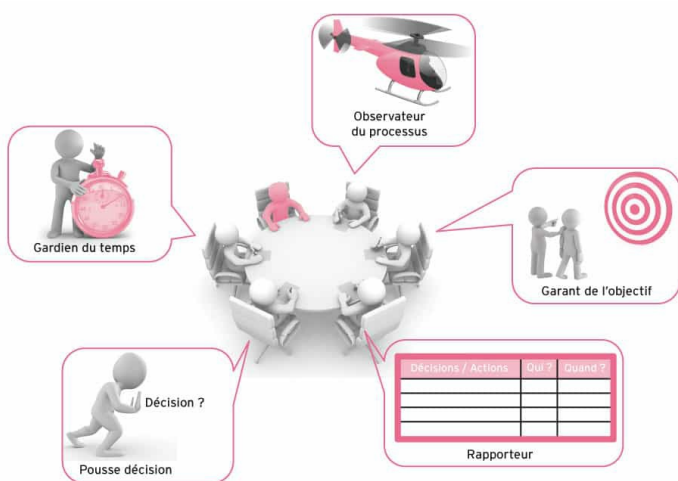 Observateur
du processus
Gardien du temps
Garant de l'objectif
Décision ?
Pousse décision
Décisions / Actions Qui ? Quand ?
Rapporteur